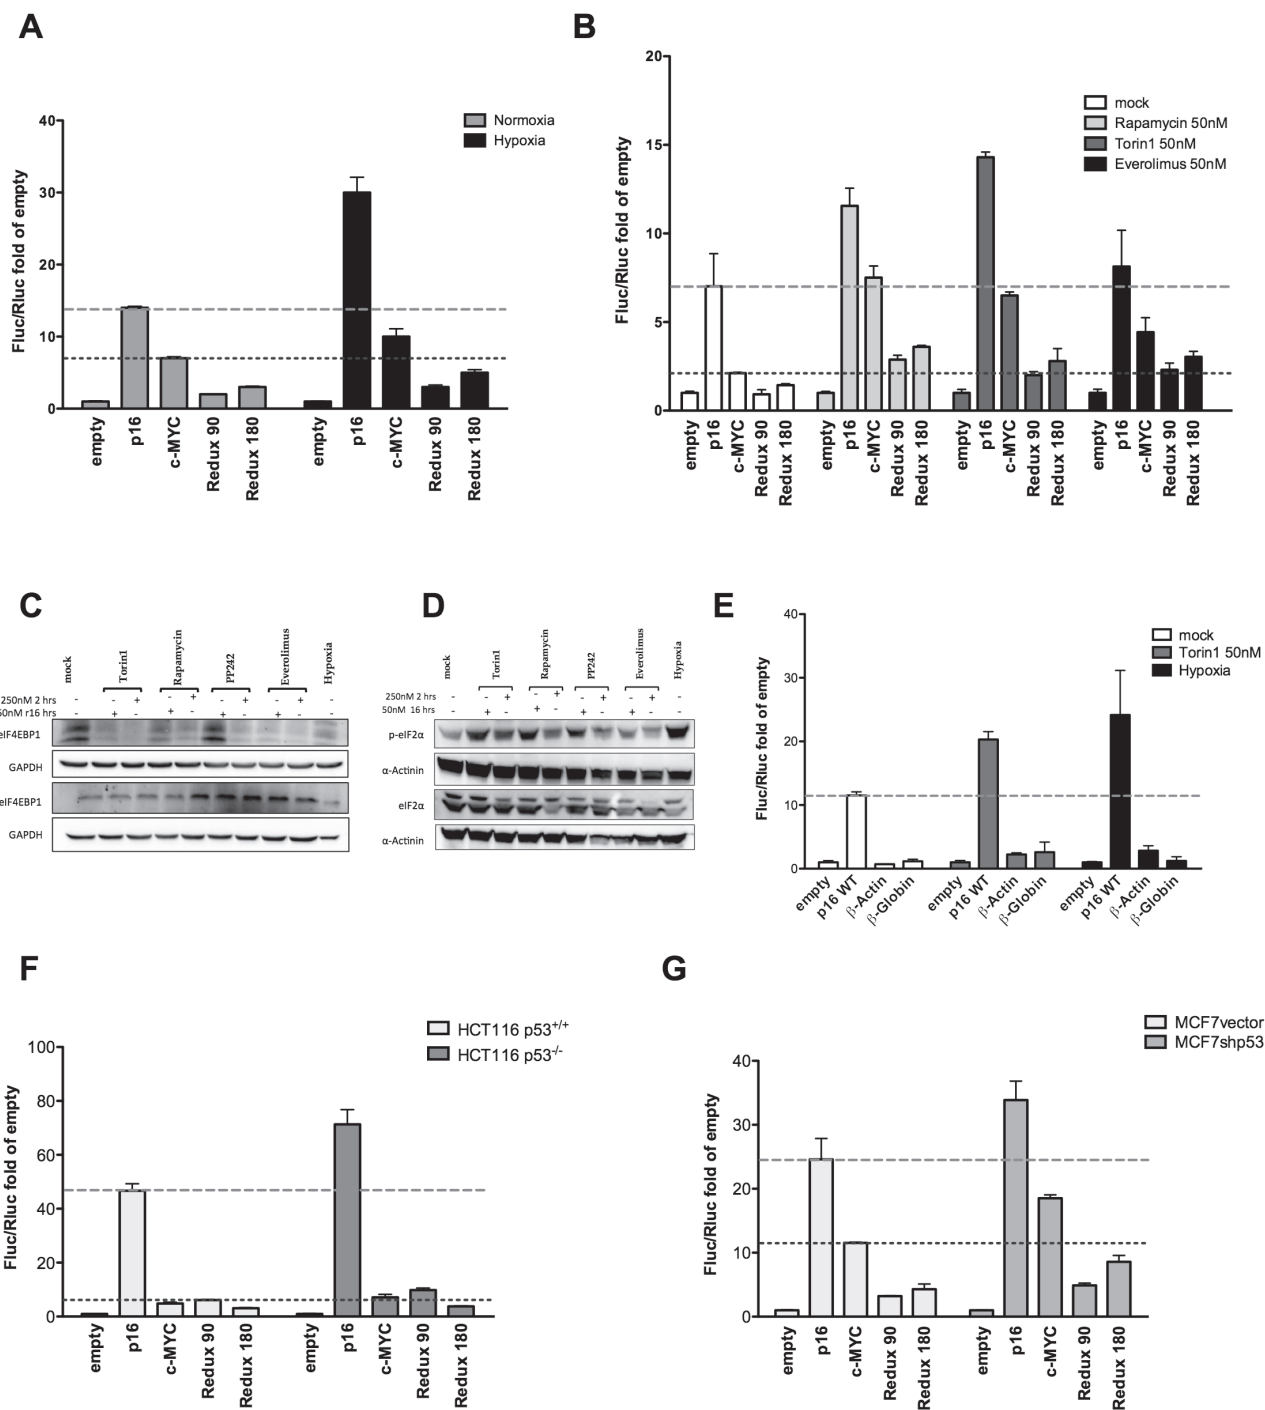 A
Fluc/Rluc fold of empty
40
30
20
10
0
Normoxia
Hypoxia
empty
p16
c-MYC
Redux 90
Redux 180
empty
p16
c-MYC
Redux 90
Redux 180
B
Fluc/Rluc fold of empty
20
15
10
5
0
mock
Rapamycin 50nM
Torin1 50nM
Everolimus 50nM
empty
p16
c-MYC
Redux 90
Redux 180
empty
p16
c-MYC
Redux 90
Redux 180
empty
p16
c-MYC
Redux 90
Redux 180
empty
p16
c-MYC
Redux 90
Redux 180
C
mock
Torin1
Rapamycin
PP242
Everolimus
Hypoxia
250nM 2 hrs - - + - + - + - + -
50nM r16 hrs - + - + - + - + - -
eIF4EBP1
GAPDH
eIF4EBP1
GAPDH
D
mock
Torin1
Rapamycin
PP242
Everolimus
Hypoxia
250nM 2 hrs - - + - + - + - + -
50nM 16 hrs - + - + - + - + - -
p-eIF2α
α-Actinin
eIF2α
α-Actinin
E
Fluc/Rluc fold of empty
40
30
20
10
0
mock
Torin1 50nM
Hypoxia
empty
p16 WT
β-Actin
β-Globin
empty
p16 WT
β-Actin
β-Globin
empty
p16 WT
β-Actin
β-Globin
F
Fluc/Rluc fold of empty
100
80
60
40
20
0
HCT116 p53+/+
HCT116 p53-/-
empty
p16
c-MYC
Redux 90
Redux 180
empty
p16
c-MYC
Redux 90
Redux 180
G
Fluc/Rluc fold of empty
40
30
20
10
0
MCF7vector
MCF7shp53
empty
p16
c-MYC
Redux 90
Redux 180
empty
p16
c-MYC
Redux 90
Redux 180